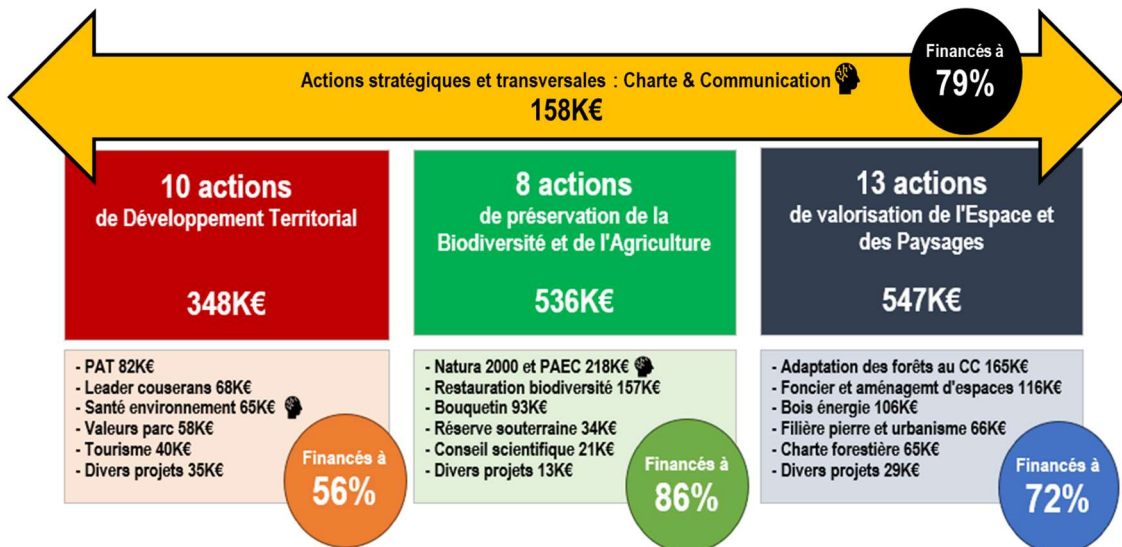 Actions stratégiques et transversales : Charte & Communication
158K€
Financés à
79%
10 actions
de Développement Territorial
348K€
8 actions
de préservation de la
Biodiversité et de l'Agriculture
536K€
13 actions
de valorisation de l'Espace et
des Paysages
547K€
- PAT 82K€
- Leader couserans 68K€
- Santé environnement 65K€
- Valeurs parc 58K€
- Tourisme 40K€
- Divers projets 35K€
Financés à
56%
- Natura 2000 et PAEC 218K€
- Restauration biodiversité 157K€
- Bouquetin 93K€
- Réserve souterraine 34K€
- Conseil scientifique 21K€
- Divers projets 13K€
Financés à
86%
- Adaptation des forêts au CC 165K€
- Foncier et aménagemt d'espaces 116K€
- Bois énergie 106K€
- Filière pierre et urbanisme 66K€
- Charte forestière 65K€
- Divers projets 29K€
Financés à
72%